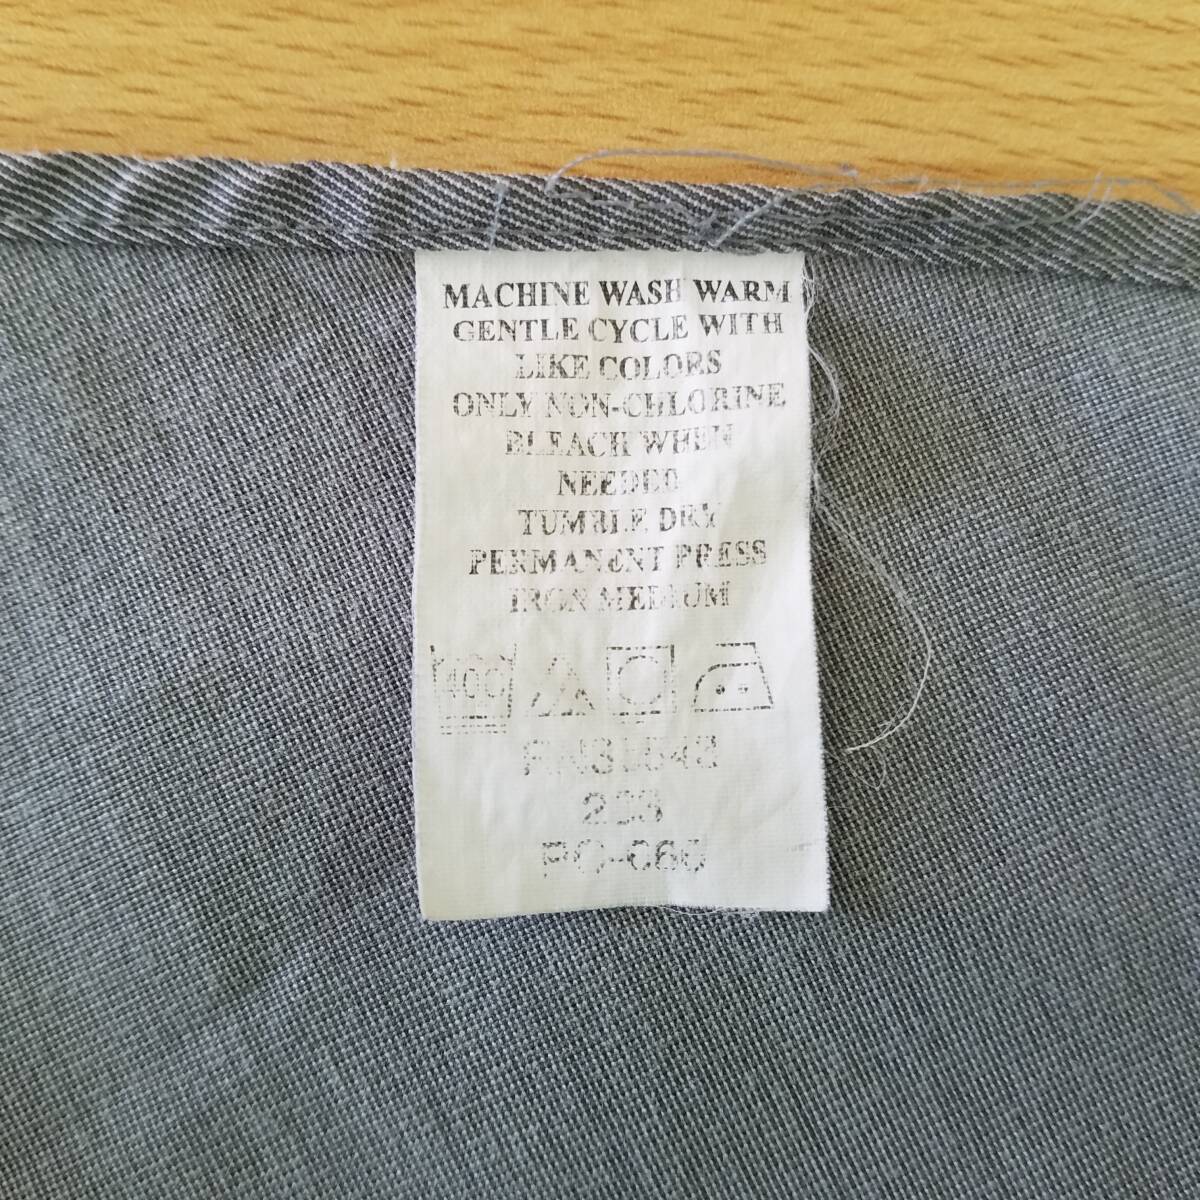 MACHINE WASH WARM
GENTLE CYCLE WITH
LIKE COLORS
ONLY NON-CHLORINE
BLEACH WHEN
NEEDED
TUMBLE DRY
PERMANENT PRESS
IRON MEDIUM
40C